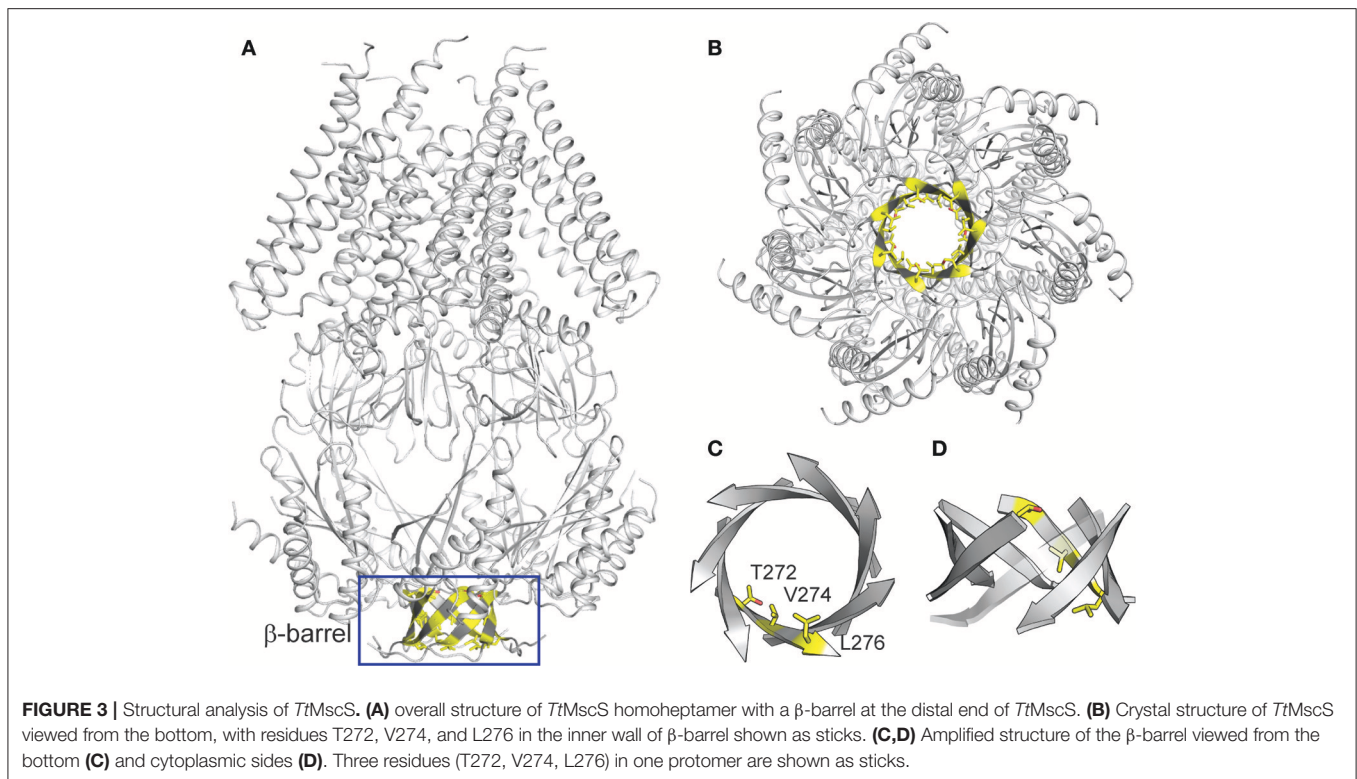 A
B
β-barrel
C
D
T272
V274
L276
FIGURE 3 | Structural analysis of TtMscS. (A) overall structure of TtMscS homoheptamer with a β-barrel at the distal end of TtMscS. (B) Crystal structure of TtMscS
viewed from the bottom, with residues T272, V274, and L276 in the inner wall of β-barrel shown as sticks. (C,D) Amplified structure of the β-barrel viewed from the
bottom (C) and cytoplasmic sides (D). Three residues (T272, V274, L276) in one protomer are shown as sticks.